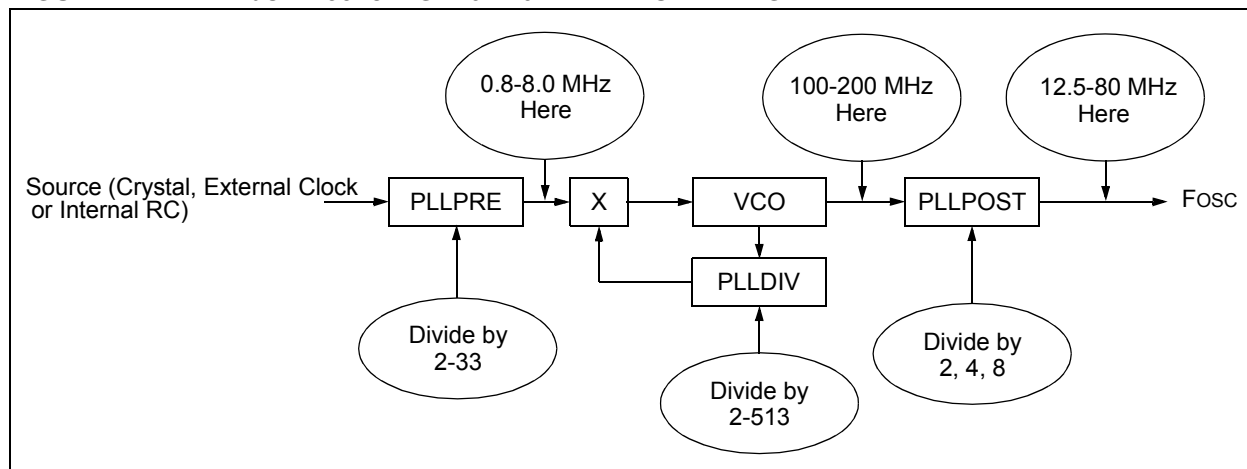 0.8-8.0 MHz
Here
100-200 MHz
Here
12.5-80 MHz
Here
Source (Crystal, External Clock
or Internal RC)
PLLPRE
X
VCO
PLLPOST
FOSC
PLLDIV
Divide by
2-33
Divide by
2-513
Divide by
2, 4, 8